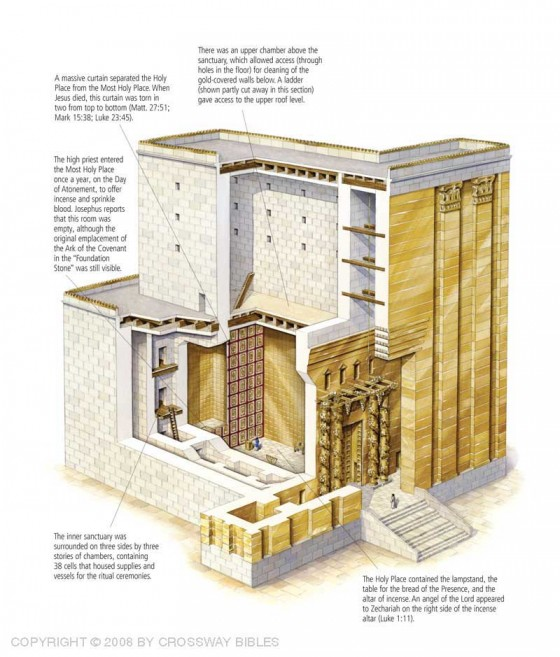 There was an upper chamber above the
sanctuary, which allowed access (through
holes in the floor) for cleaning of the
gold-covered walls below. A ladder
(shown partly cut away in this section)
gave access to the upper roof level.
A massive curtain separated the Holy
Place from the Most Holy Place. When
Jesus died, this curtain was torn in
two from top to bottom (Matt. 27:51;
Mark 15:38; Luke 23:45).
The high priest entered
the Most Holy Place
once a year, on the Day
of Atonement, to offer
incense and sprinkle
blood. Josephus reports
that this room was
empty, although the
original emplacement of
the Ark of the Covenant
in the "Foundation
Stone" was still visible.
The inner sanctuary was
surrounded on three sides by three
stories of chambers, containing
38 cells that housed supplies and
vessels for the ritual ceremonies.
The Holy Place contained the lampstand, the
table for the bread of the Presence, and the
altar of incense. An angel of the Lord appeared
to Zechariah on the right side of the incense
altar (Luke 1:11).
COPYRIGHT © 2008 BY CROSSWAY BIBLES